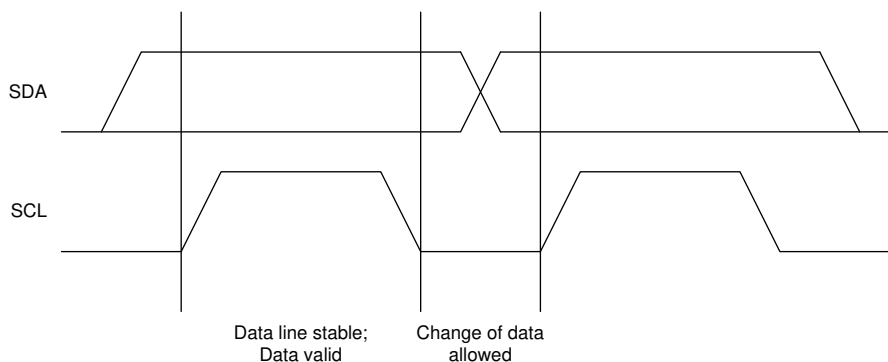 SDA
SCL
Data line stable;
Data valid
Change of data
allowed